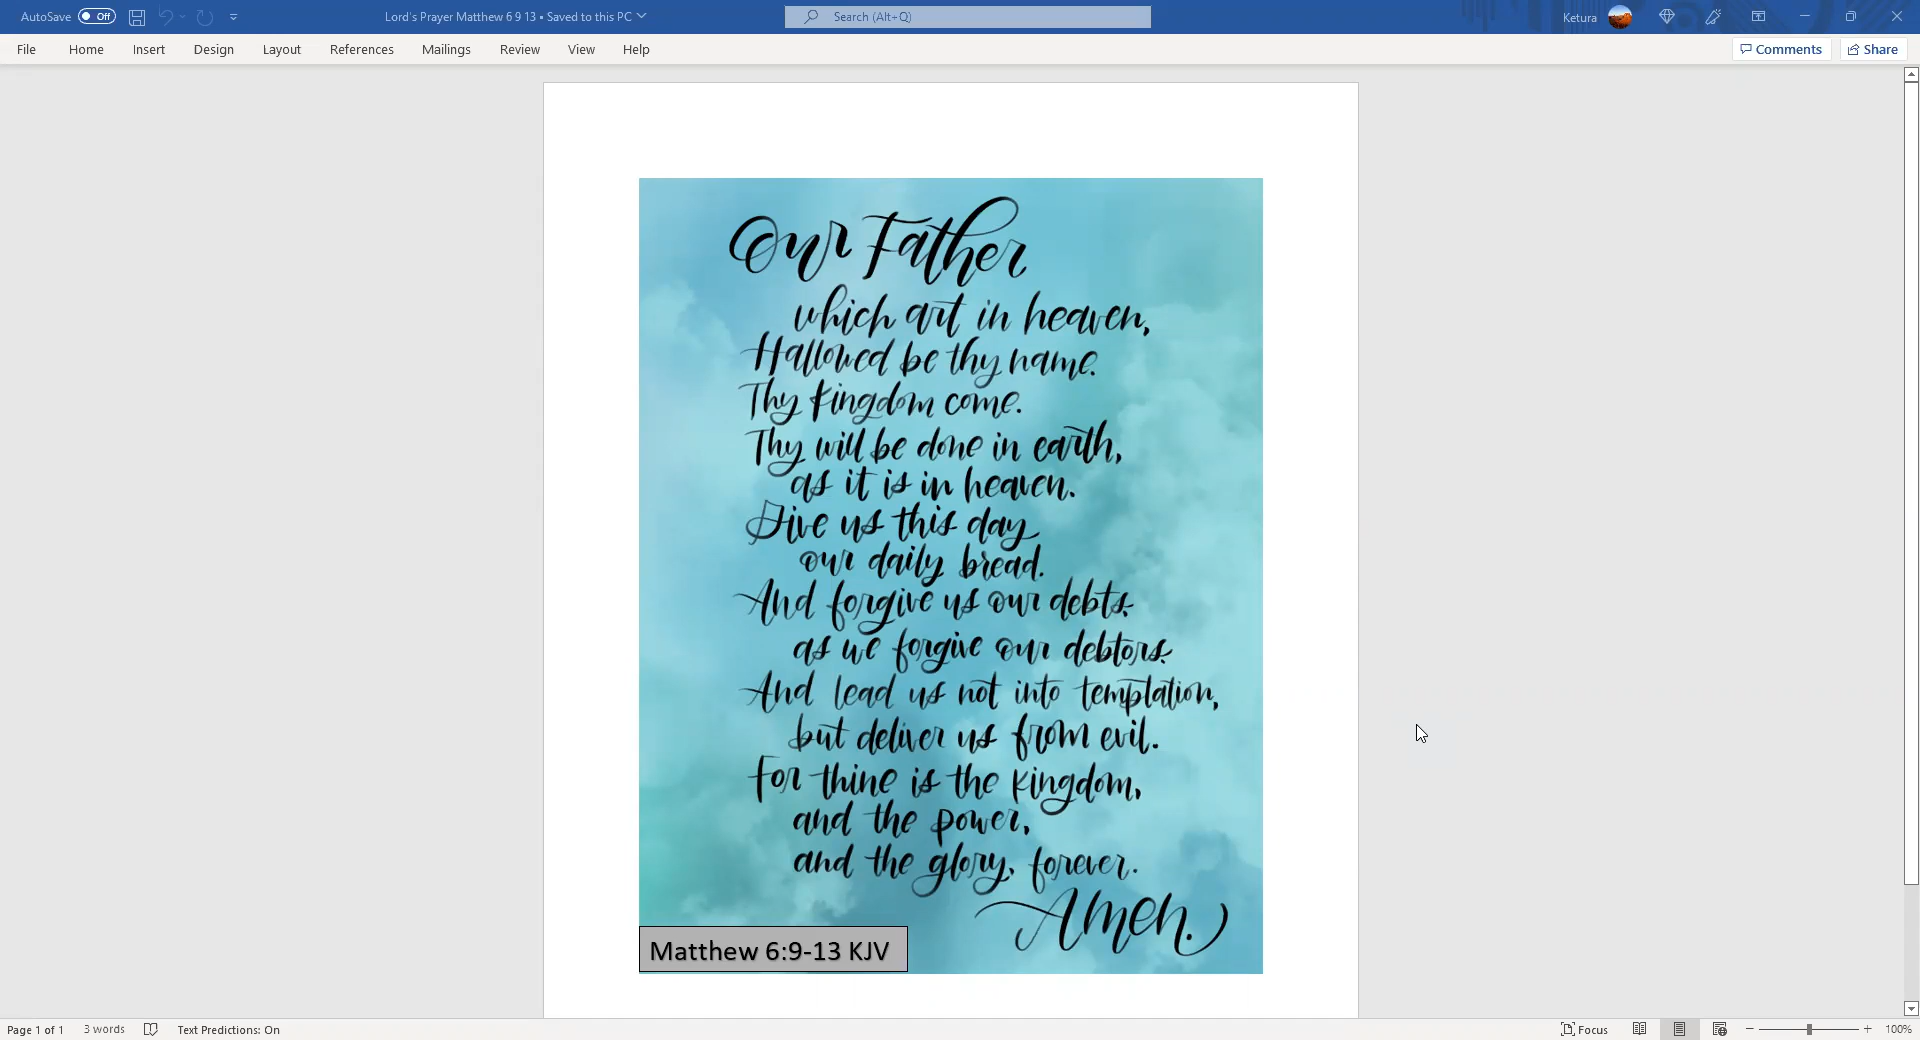 AutoSave Off Lord's Prayer Matthew 6 9 13 • Saved to this PC Search (Alt+Q) Ketura
File Home Insert Design Layout References Mailings Review View Help Comments Share
Our Father
which art in heaven,
Hallowed be thy name.
Thy kingdom come.
Thy will be done in earth,
as it is in heaven.
Give us this day
our daily bread.
And forgive us our debts,
as we forgive our debtors.
And lead us not into temptation,
but deliver us from evil.
For thine is the kingdom,
and the power,
and the glory, forever.
Amen.
Matthew 6:9-13 KJV
Page 1 of 1 3 words Text Predictions: On Focus 100%